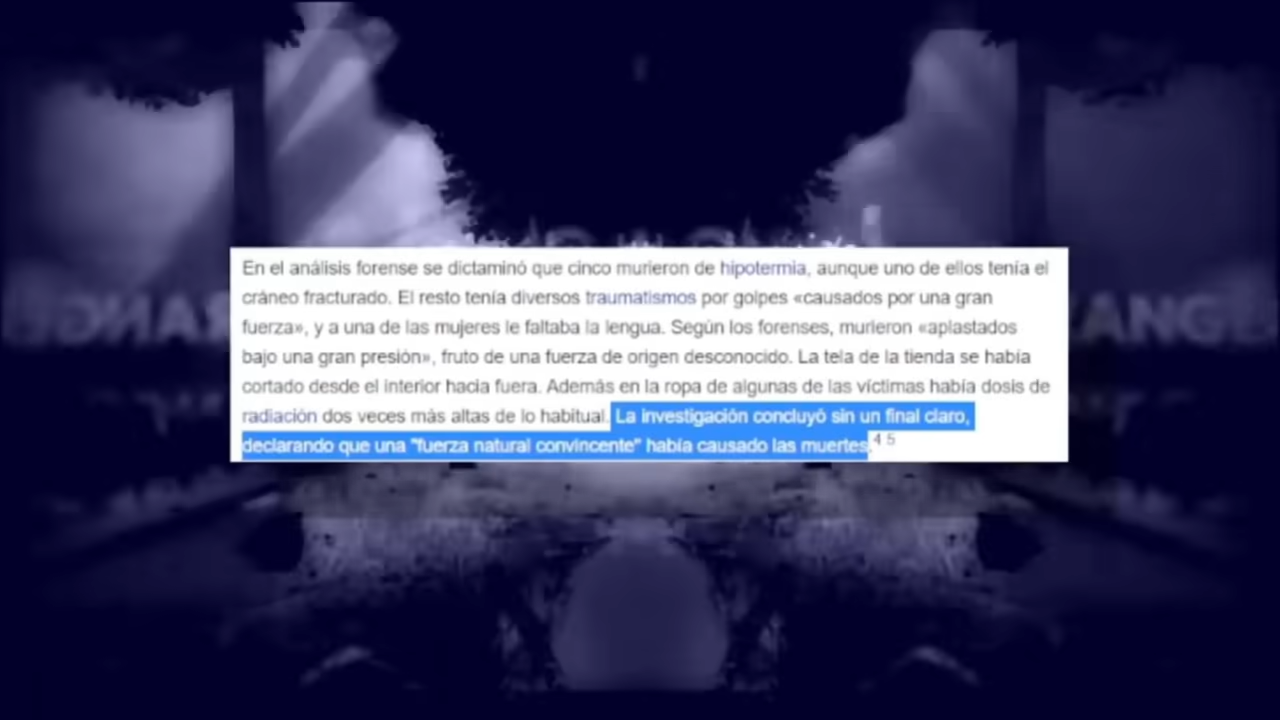 En el análisis forense se dictaminó que cinco murieron de hipotermia, aunque uno de ellos tenía el
cráneo fracturado. El resto tenía diversos traumatismos por golpes «causados por una gran
fuerza», y a una de las mujeres le faltaba la lengua. Según los forenses, murieron «aplastados
bajo una gran presión», fruto de una fuerza de origen desconocido. La tela de la tienda se había
cortado desde el interior hacia fuera. Además en la ropa de algunas de las víctimas había dosis de
radiación dos veces más altas de lo habitual. La investigación concluyó sin un final claro,
declarando que una "fuerza natural convincente" había causado las muertes.4 5